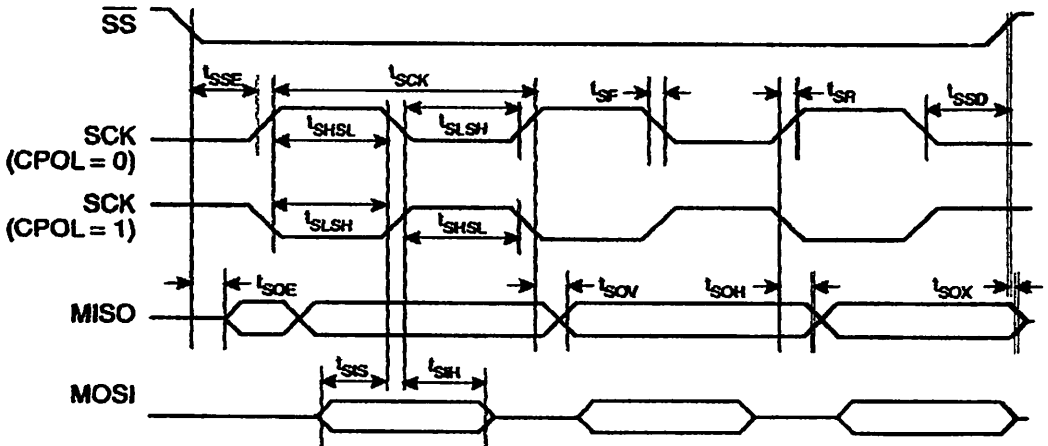 SS
tSSE
tSCK
tSF
tSR
tSSD
SCK
(CPOL = 0)
tSHSL
tSLSH
SCK
(CPOL = 1)
tSLSH
tSHSL
tSOE
tSOV
tSOH
tSOX
MISO
tSIS
tSIH
MOSI